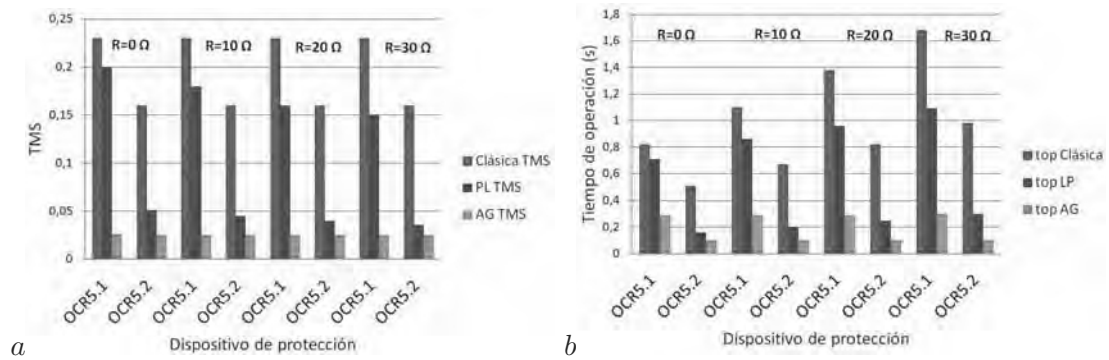 0,25
0,2
0,15
0,1
0,05
0
TMS
R=0 Ω
R=10 Ω
R=20 Ω
R=30 Ω
OCR5.1
OCR5.2
OCR5.1
OCR5.2
OCR5.1
OCR5.2
OCR5.1
OCR5.2
Dispositivo de protección
Clásica TMS
PL TMS
AG TMS
a
1,8
1,6
1,4
1,2
1
0,8
0,6
0,4
0,2
0
Tiempo de operación (s)
R=0 Ω
R=10 Ω
R=20 Ω
R=30 Ω
OCR5.1
OCR5.2
OCR5.1
OCR5.2
OCR5.1
OCR5.2
OCR5.1
OCR5.2
Dispositivo de protección
top Clásica
top LP
top AG
b